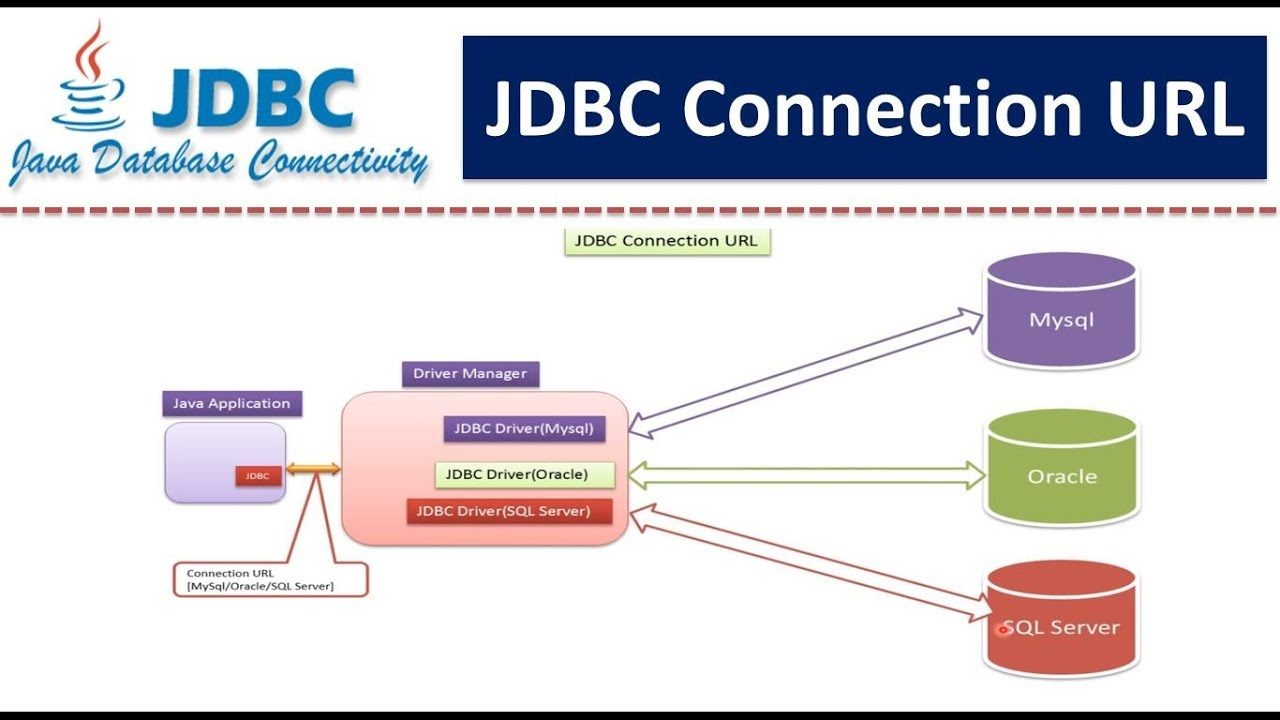 JDBC
Java Database Connectivity
JDBC Connection URL
JDBC Connection URL
Mysql
Driver Manager
Java Application
JDBC Driver(Mysql)
JDBC
JDBC Driver(Oracle)
Oracle
JDBC Driver(SQL Server)
Connection URL
[MySql/Oracle/SQL Server]
SQL Server